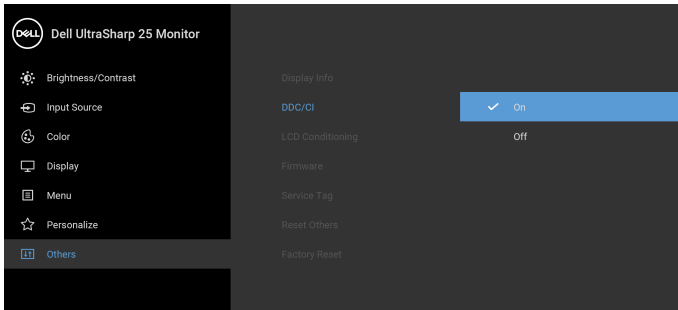 DELL
Dell UltraSharp 25 Monitor
Brightness/Contrast
Input Source
Color
Display
Menu
Personalize
Others
Display Info
DDC/CI
LCD Conditioning
Firmware
Service Tag
Reset Others
Factory Reset
On
Off